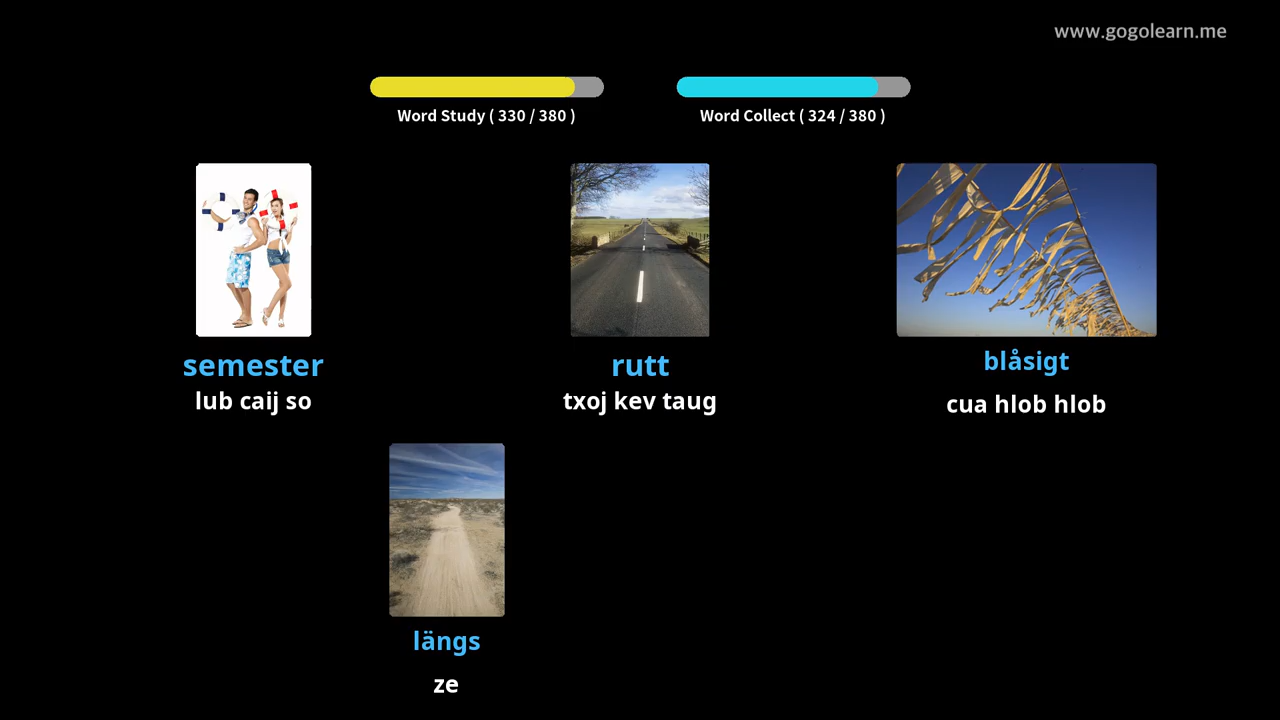 www.gogolearn.me
Word Study ( 330 / 380 )
Word Collect ( 324 / 380 )
semester
lub caij so
rutt
txoj kev taug
blåsigt
cua hlob hlob
längs
ze